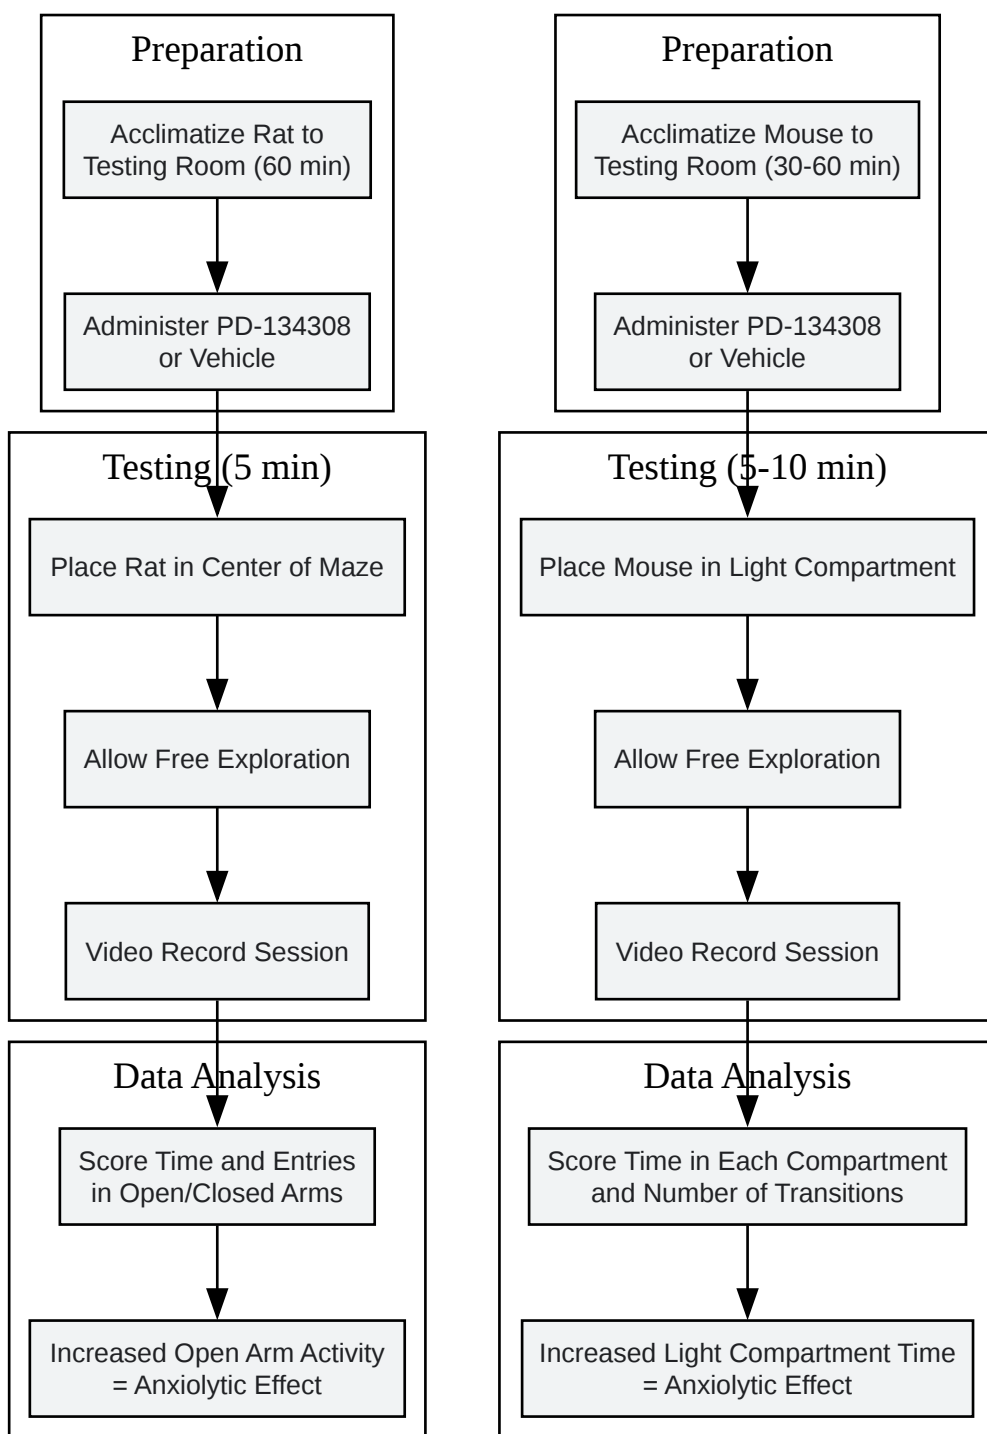 Preparation
Acclimatize Rat to
Testing Room (60 min)
Administer PD-134308
or Vehicle
Testing (5 min)
Place Rat in Center of Maze
Allow Free Exploration
Video Record Session
Data Analysis
Score Time and Entries
in Open/Closed Arms
Increased Open Arm Activity
= Anxiolytic Effect
Preparation
Acclimatize Mouse to
Testing Room (30-60 min)
Administer PD-134308
or Vehicle
Testing (5-10 min)
Place Mouse in Light Compartment
Allow Free Exploration
Video Record Session
Data Analysis
Score Time in Each Compartment
and Number of Transitions
Increased Light Compartment Time
= Anxiolytic Effect